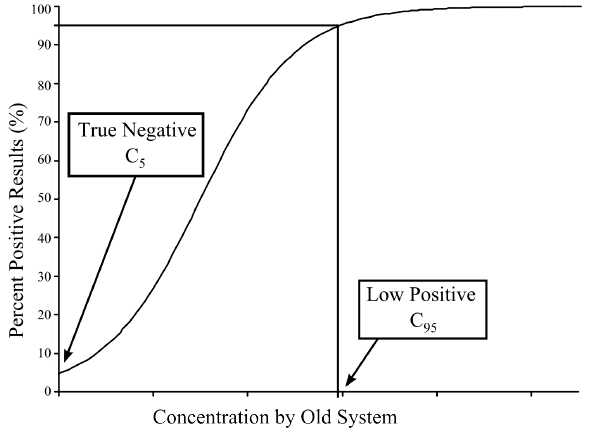 100
90
80
70
60
50
40
30
20
10
0
Percent Positive Results (%)
True Negative
C5
Low Positive
C95
Concentration by Old System